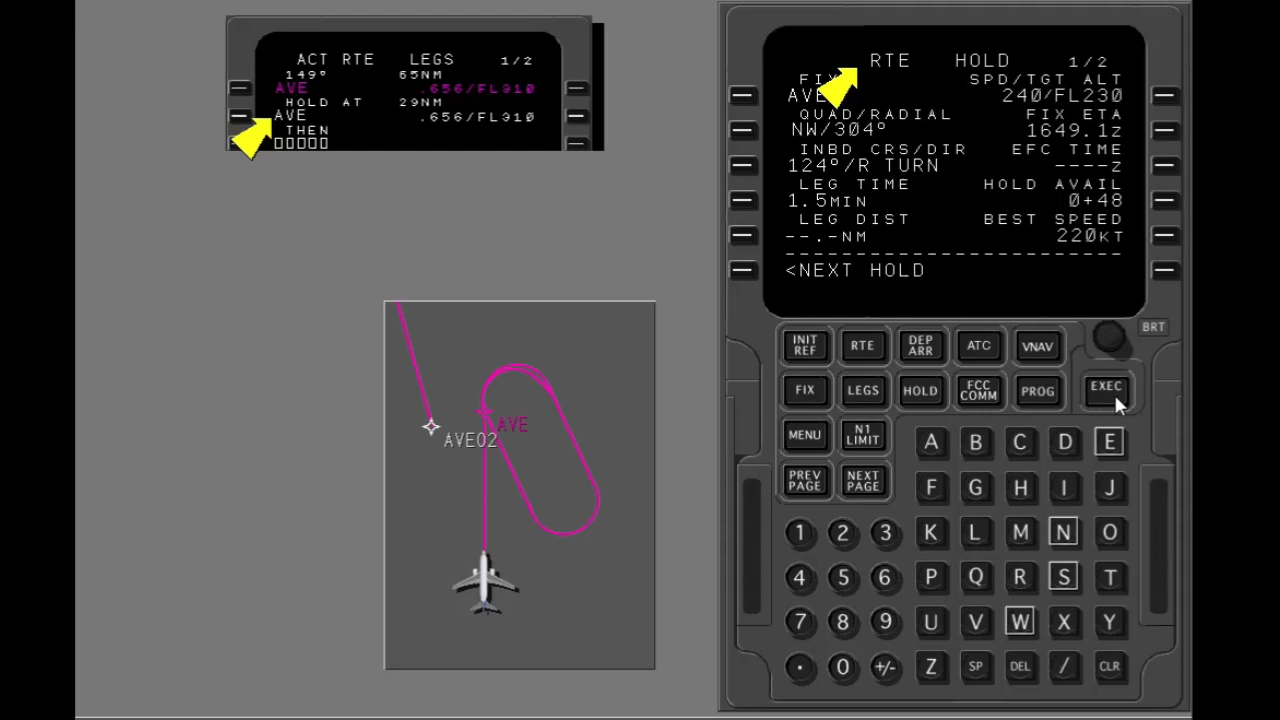 ACT RTE LEGS 1/2
149° 65NM
AVE .656/FL310
HOLD AT 29NM
AVE .656/FL310
THEN
□□□□□
RTE HOLD 1/2
SPD/TGT ALT
240/FL230
QUAD/RADIAL FIX ETA
NW/304° 1649.1z
INBD CRS/DIR EFC TIME
124°/R TURN ----z
LEG TIME HOLD AVAIL
1.5MIN 0+48
LEG DIST BEST SPEED
--.-NM 220KT
------------------------
<NEXT HOLD
AVE
AVE02
BRT
INIT REF RTE DEP ARR ATC VNAV
FIX LEGS HOLD FCC COMM PROG EXEC
MENU N1 LIMIT
PREV PAGE NEXT PAGE
A B C D E
F G H I J
1 2 3 K L M N O
4 5 6 P Q R S T
7 8 9 U V W X Y
. 0 +/- Z SP DEL / CLR